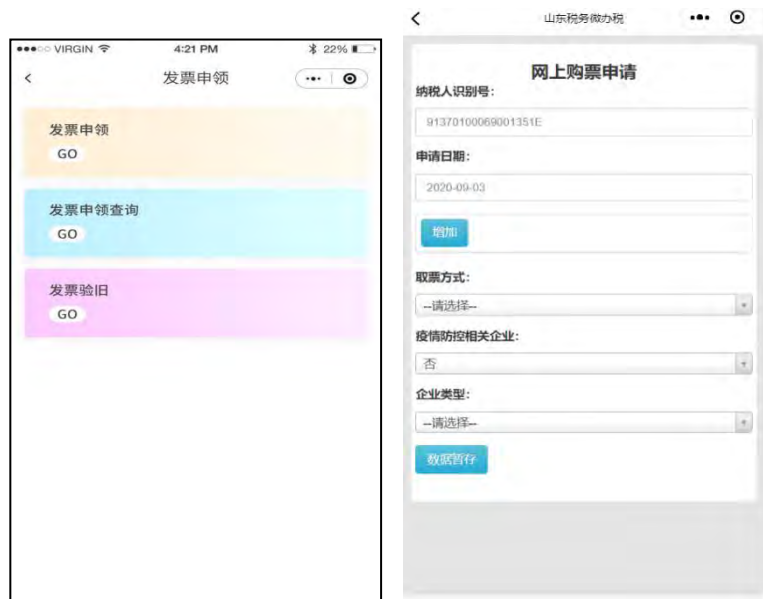 VIRGIN
4:21 PM
22%
发票申领
发票申领
GO
发票申领查询
GO
发票验旧
GO
山东税务微办税
网上购票申请
纳税人识别号：
91370100069001351E
申请日期：
2020-09-03
增加
取票方式：
--请选择--
疫情防控相关企业：
否
企业类型：
--请选择--
数据暂存